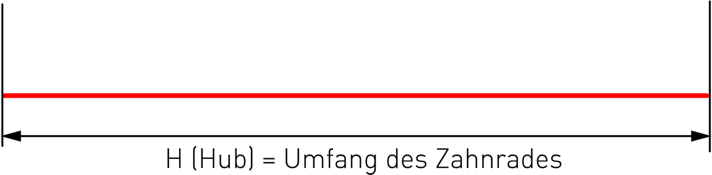 H (Hub) = Umfang des Zahnrades